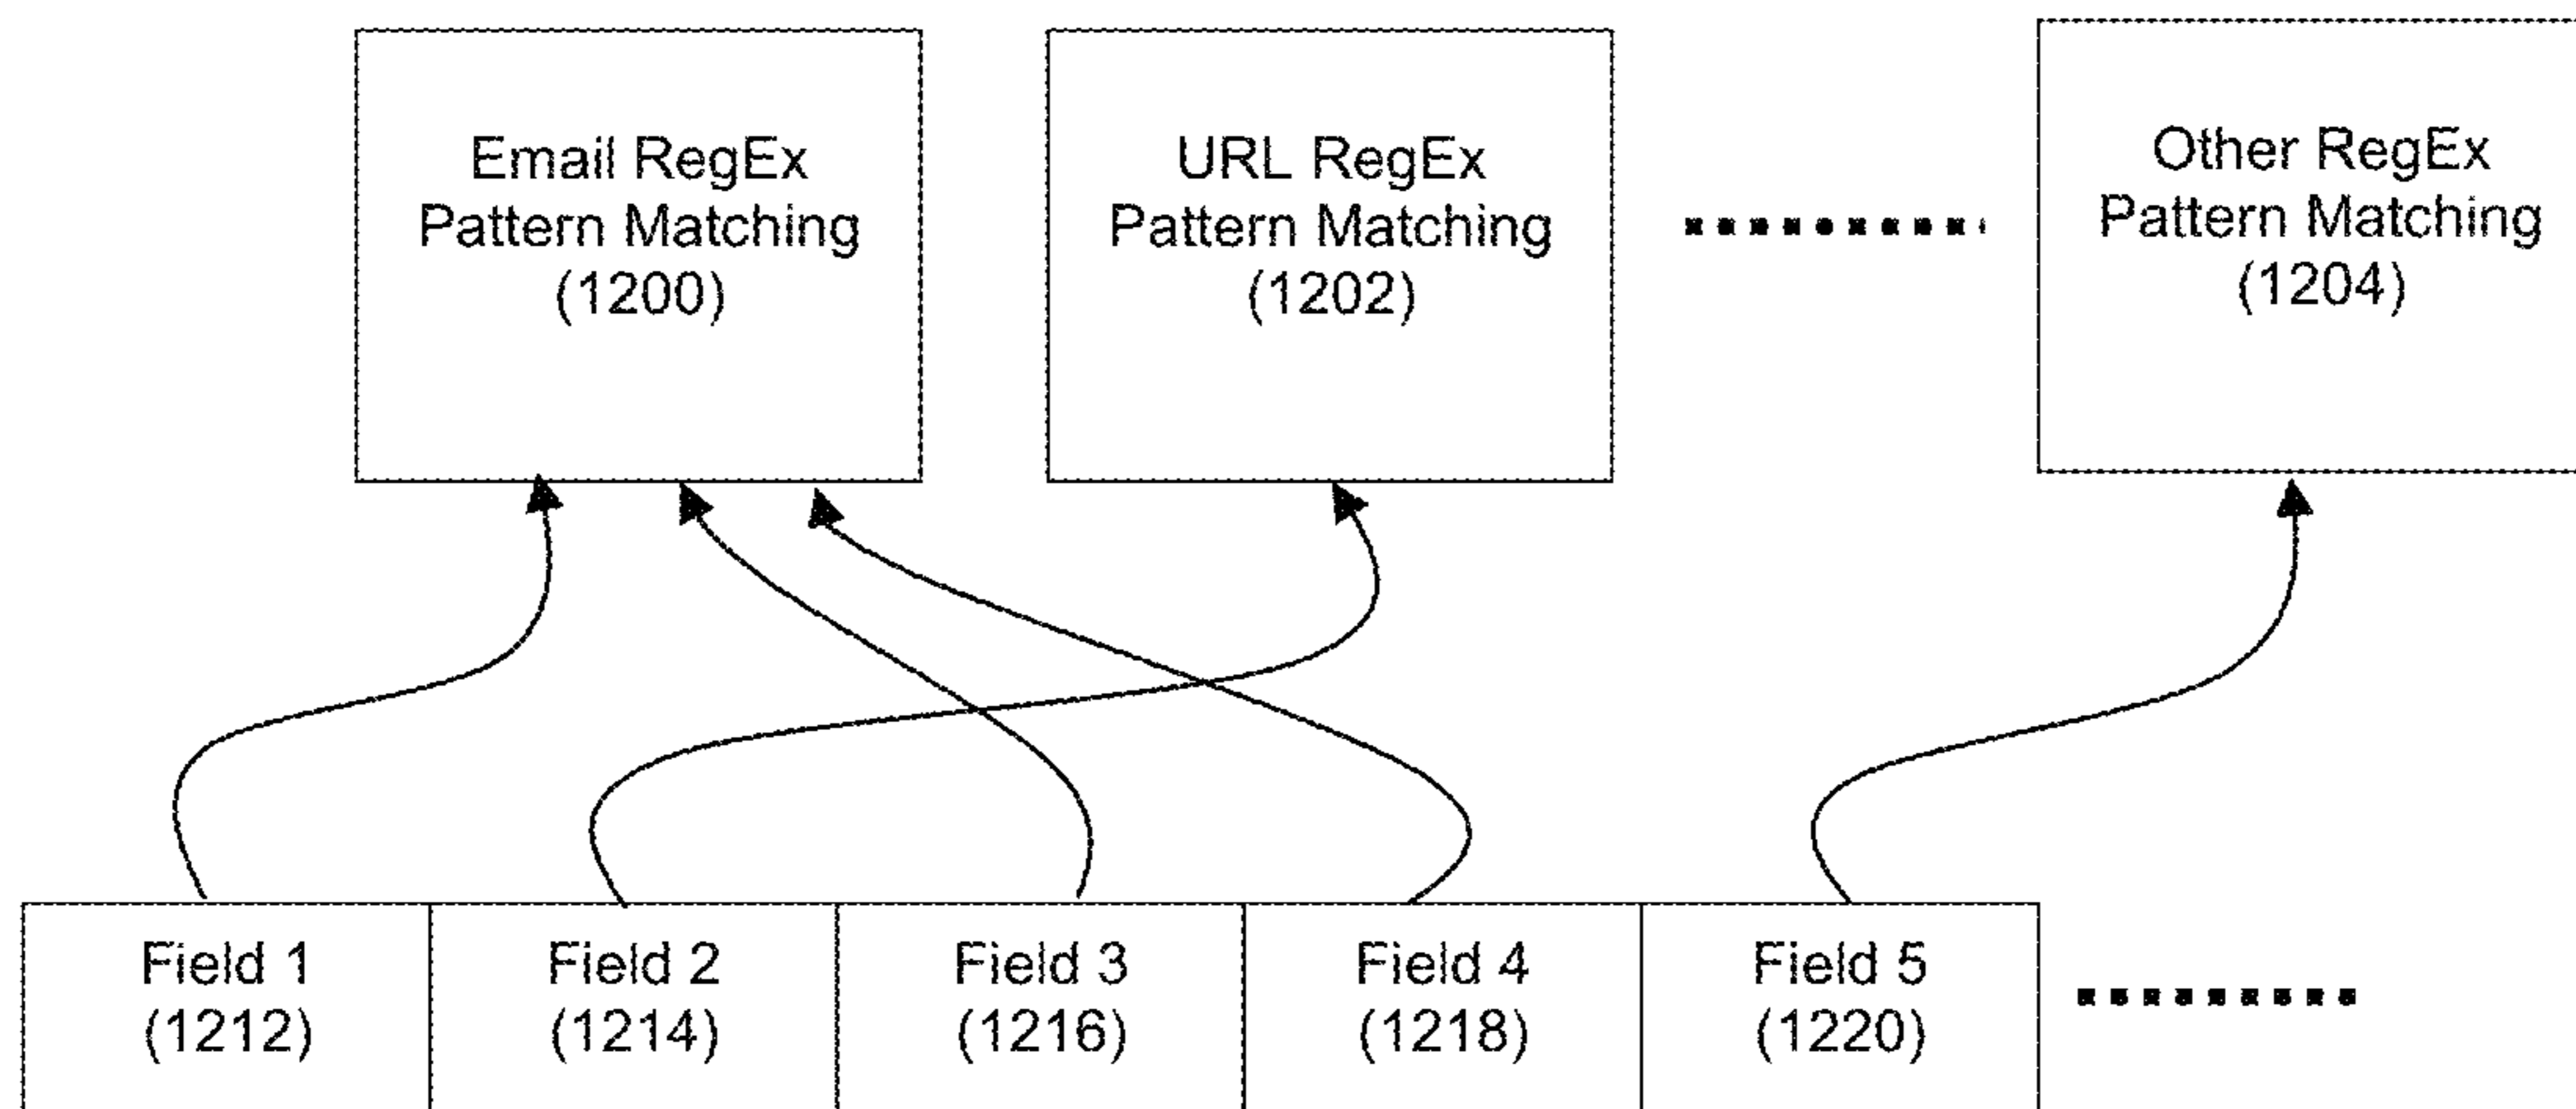 Email RegEx
Pattern Matching
(1200)
URL RegEx
Pattern Matching
(1202)
Other RegEx
Pattern Matching
(1204)
Field 1
(1212)
Field 2
(1214)
Field 3
(1216)
Field 4
(1218)
Field 5
(1220)